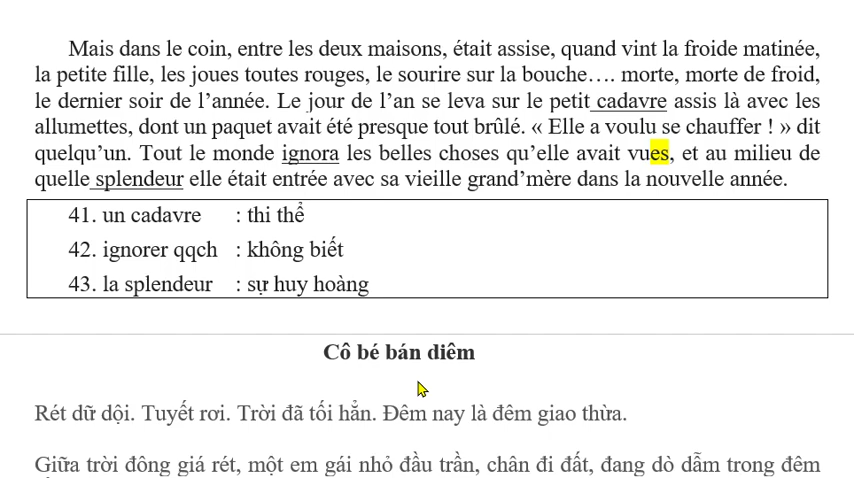 Mais dans le coin, entre les deux maisons, était assise, quand vint la froide matinée,
la petite fille, les joues toutes rouges, le sourire sur la bouche…. morte, morte de froid,
le dernier soir de l’année. Le jour de l’an se leva sur le petit cadavre assis là avec les
allumettes, dont un paquet avait été presque tout brûlé. « Elle a voulu se chauffer ! » dit
quelqu’un. Tout le monde ignora les belles choses qu’elle avait vues, et au milieu de
quelle splendeur elle était entrée avec sa vieille grand’mère dans la nouvelle année.
41. un cadavre : thi thể
42. ignorer qqch : không biết
43. la splendeur : sự huy hoàng
Cô bé bán diêm
Rét dữ dội. Tuyết rơi. Trời đã tối hẳn. Đêm nay là đêm giao thừa.
Giữa trời đông giá rét, một em gái nhỏ đầu trần, chân đi đất, đang dò dẫm trong đêm